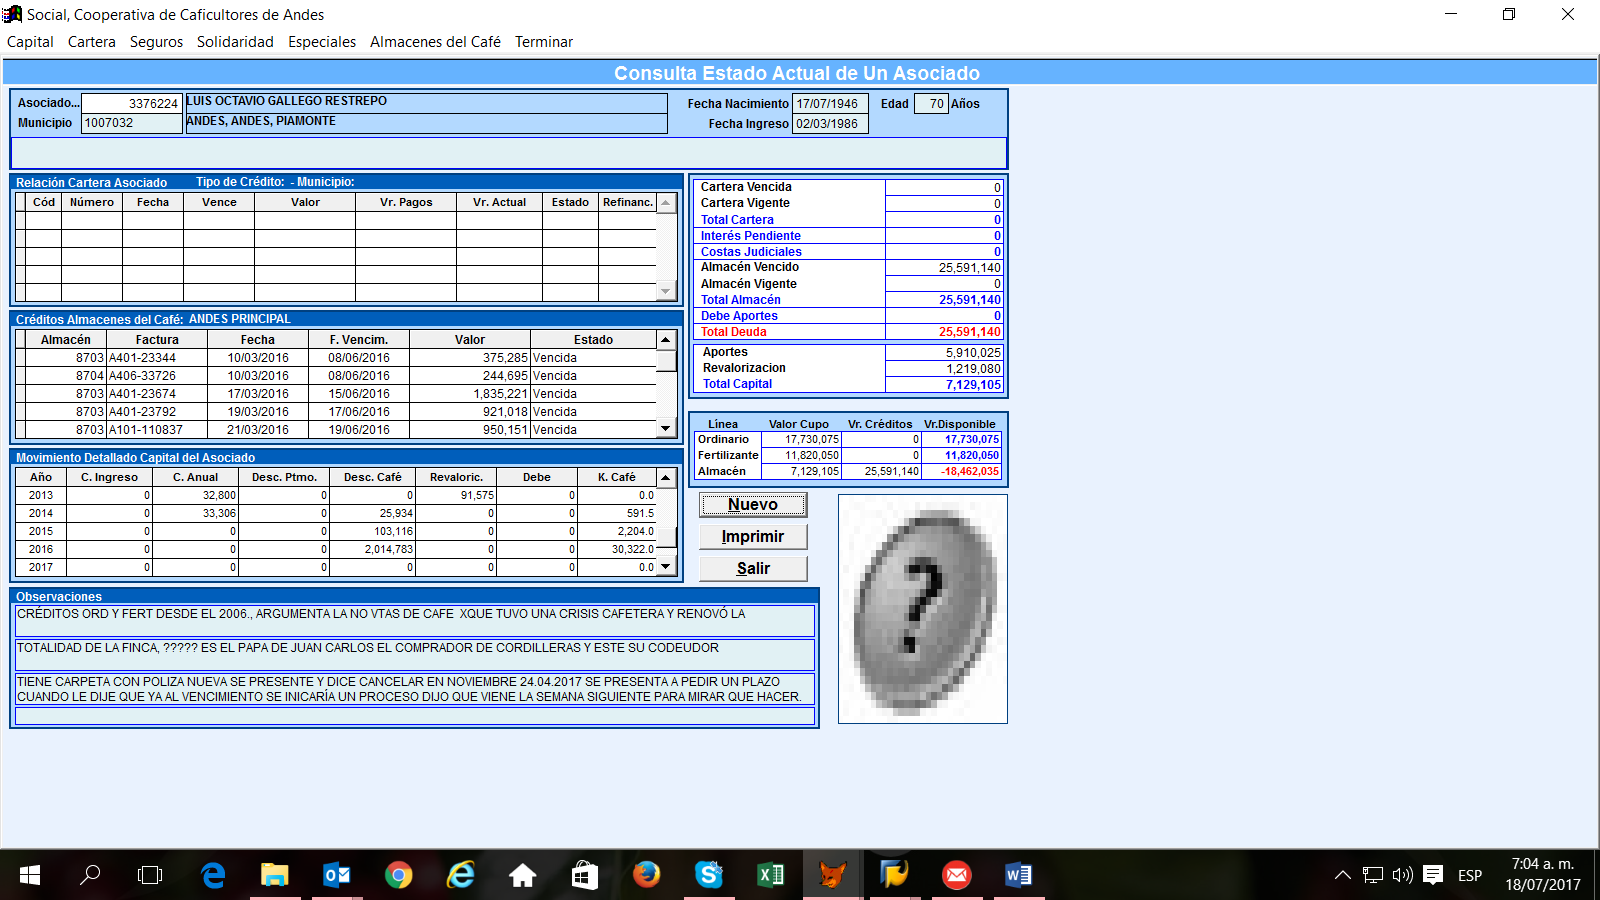 Social, Cooperativa de Caficultores de Andes
Capital Cartera Seguros Solidaridad Especiales Almacenes del Café Terminar
Consulta Estado Actual de Un Asociado
Asociado... 3376224 LUIS OCTAVIO GALLEGO RESTREPO Fecha Nacimiento 17/07/1946 Edad 70 Años
Municipio 1007032 ANDES, ANDES, PIAMONTE Fecha Ingreso 02/03/1986
Relación Cartera Asociado Tipo de Crédito: - Municipio:
Cód Número Fecha Vence Valor Vr. Pagos Vr. Actual Estado Refinanc.
Créditos Almacenes del Café: ANDES PRINCIPAL
Almacén Factura Fecha F. Vencim. Valor Estado
8703 A401-23344 10/03/2016 08/06/2016 375,285 Vencida
8704 A406-33726 10/03/2016 08/06/2016 244,695 Vencida
8703 A401-23674 17/03/2016 15/06/2016 1,835,221 Vencida
8703 A401-23792 19/03/2016 17/06/2016 921,018 Vencida
8703 A101-110837 21/03/2016 19/06/2016 950,151 Vencida
Movimiento Detallado Capital del Asociado
Año C. Ingreso C. Anual Desc. Ptmo. Desc. Café Revaloric. Debe K. Café
2013 0 32,800 0 0 91,575 0 0.0
2014 0 33,306 0 25,934 0 0 591.5
2015 0 0 0 103,116 0 0 2,204.0
2016 0 0 0 2,014,783 0 0 30,322.0
2017 0 0 0 0 0 0 0.0
Observaciones
CRÉDITOS ORD Y FERT DESDE EL 2006., ARGUMENTA LA NO VTAS DE CAFE XQUE TUVO UNA CRISIS CAFETERA Y RENOVÓ LA
TOTALIDAD DE LA FINCA, ????? ES EL PAPA DE JUAN CARLOS EL COMPRADOR DE CORDILLERAS Y ESTE SU CODEUDOR
TIENE CARPETA CON POLIZA NUEVA SE PRESENTE Y DICE CANCELAR EN NOVIEMBRE 24.04.2017 SE PRESENTA A PEDIR UN PLAZO
CUANDO LE DIJE QUE YA AL VENCIMIENTO SE INICARÍA UN PROCESO DIJO QUE VIENE LA SEMANA SIGUIENTE PARA MIRAR QUE HACER.
Cartera Vencida 0
Cartera Vigente 0
Total Cartera 0
Interés Pendiente 0
Costas Judiciales 0
Almacén Vencido 25,591,140
Almacén Vigente 0
Total Almacén 25,591,140
Debe Aportes 0
Total Deuda 25,591,140
Aportes 5,910,025
Revalorizacion 1,219,080
Total Capital 7,129,105
Línea Valor Cupo Vr. Créditos Vr.Disponible
Ordinario 17,730,075 0 17,730,075
Fertilizante 11,820,050 0 11,820,050
Almacén 7,129,105 25,591,140 -18,462,035
Nuevo
Imprimir
Salir
?
ESP
7:04 a. m.
18/07/2017